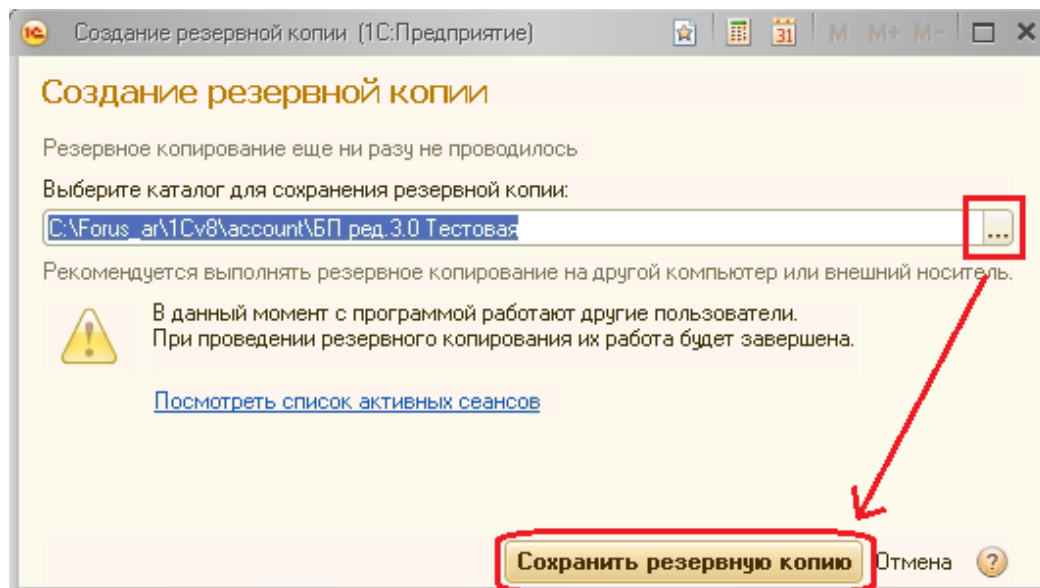 1С Создание резервной копии (1С:Предприятие) 31 M M+ M-
Создание резервной копии
Резервное копирование еще ни разу не проводилось
Выберите каталог для сохранения резервной копии:
C:\Forus_ar\1Cv8\account\БП ред.3.0 Тестовая ...
Рекомендуется выполнять резервное копирование на другой компьютер или внешний носитель.
В данный момент с программой работают другие пользователи.
При проведении резервного копирования их работа будет завершена.
Посмотреть список активных сеансов
Сохранить резервную копию Отмена ?